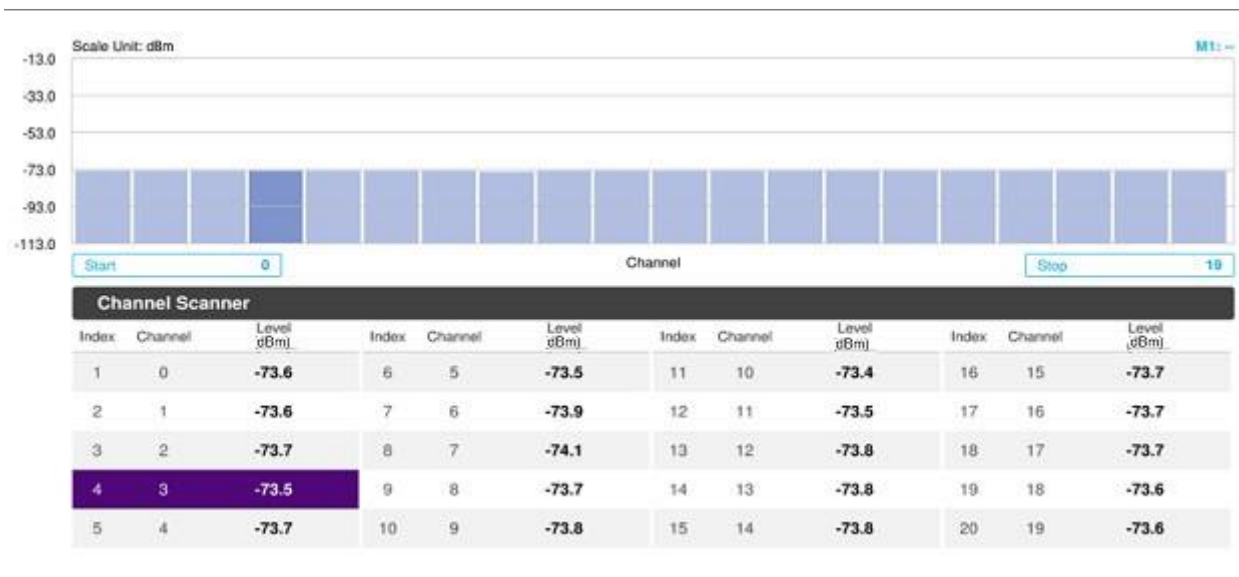 Scale Unit: dBm
M1: --
-13.0
-33.0
-53.0
-73.0
-93.0
-113.0
Start 0 Channel Stop 19
Channel Scanner
Index Channel Level (dBm) Index Channel Level (dBm) Index Channel Level (dBm) Index Channel Level (dBm)
1 0 -73.6 6 5 -73.5 11 10 -73.4 16 15 -73.7
2 1 -73.6 7 6 -73.9 12 11 -73.5 17 16 -73.7
3 2 -73.7 8 7 -74.1 13 12 -73.8 18 17 -73.7
4 3 -73.5 9 8 -73.7 14 13 -73.8 19 18 -73.6
5 4 -73.7 10 9 -73.8 15 14 -73.8 20 19 -73.6